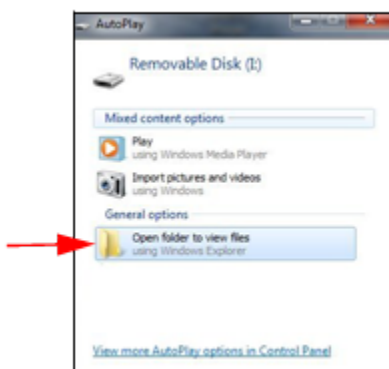 AutoPlay
Removable Disk (I:)
Mixed content options
Play
using Windows Media Player
Import pictures and videos
using Windows
General options
Open folder to view files
using Windows Explorer
View more AutoPlay options in Control Panel